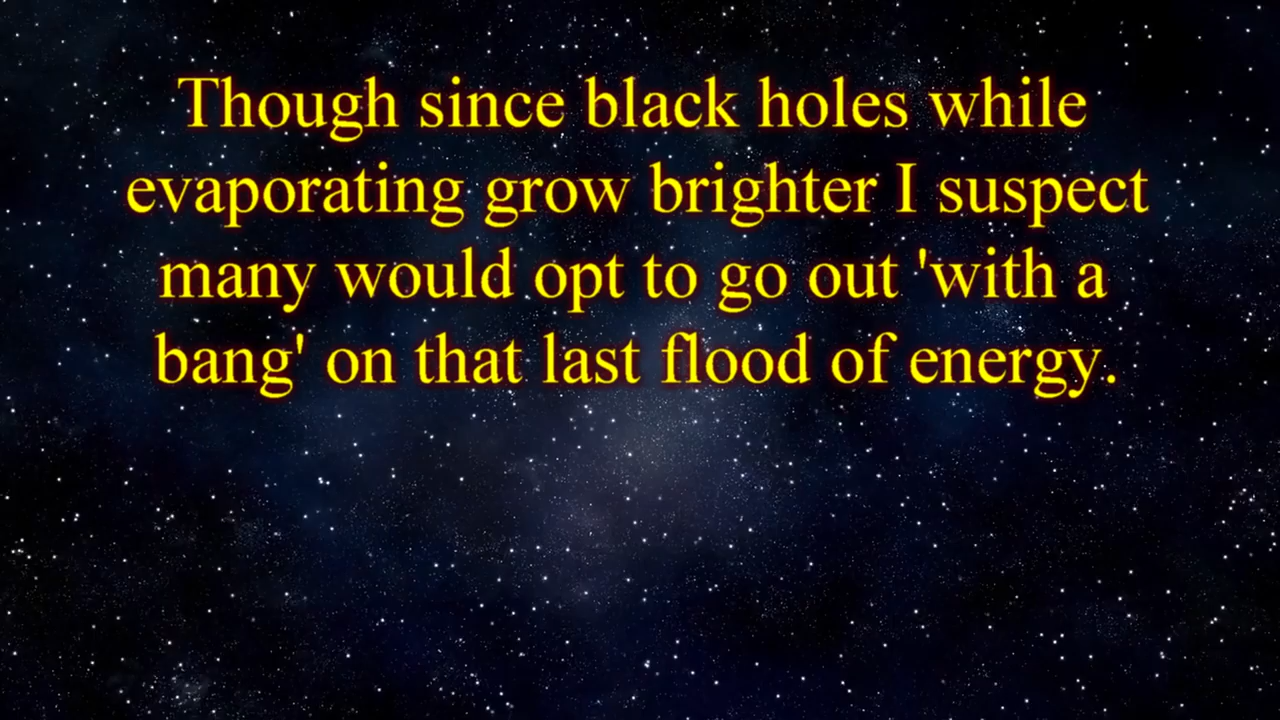 Though since black holes while
evaporating grow brighter I suspect
many would opt to go out 'with a
bang' on that last flood of energy.